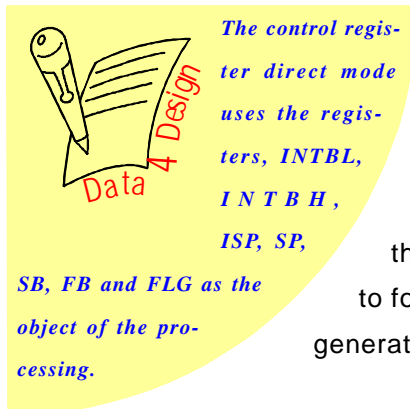 The control regis-
ter direct mode
uses the regis-
ters, INTBL,
I N T B H ,
ISP, SP,
SB, FB and FLG as the
object of the pro-
cessing.
Data 4 Design
th
to fo
generat